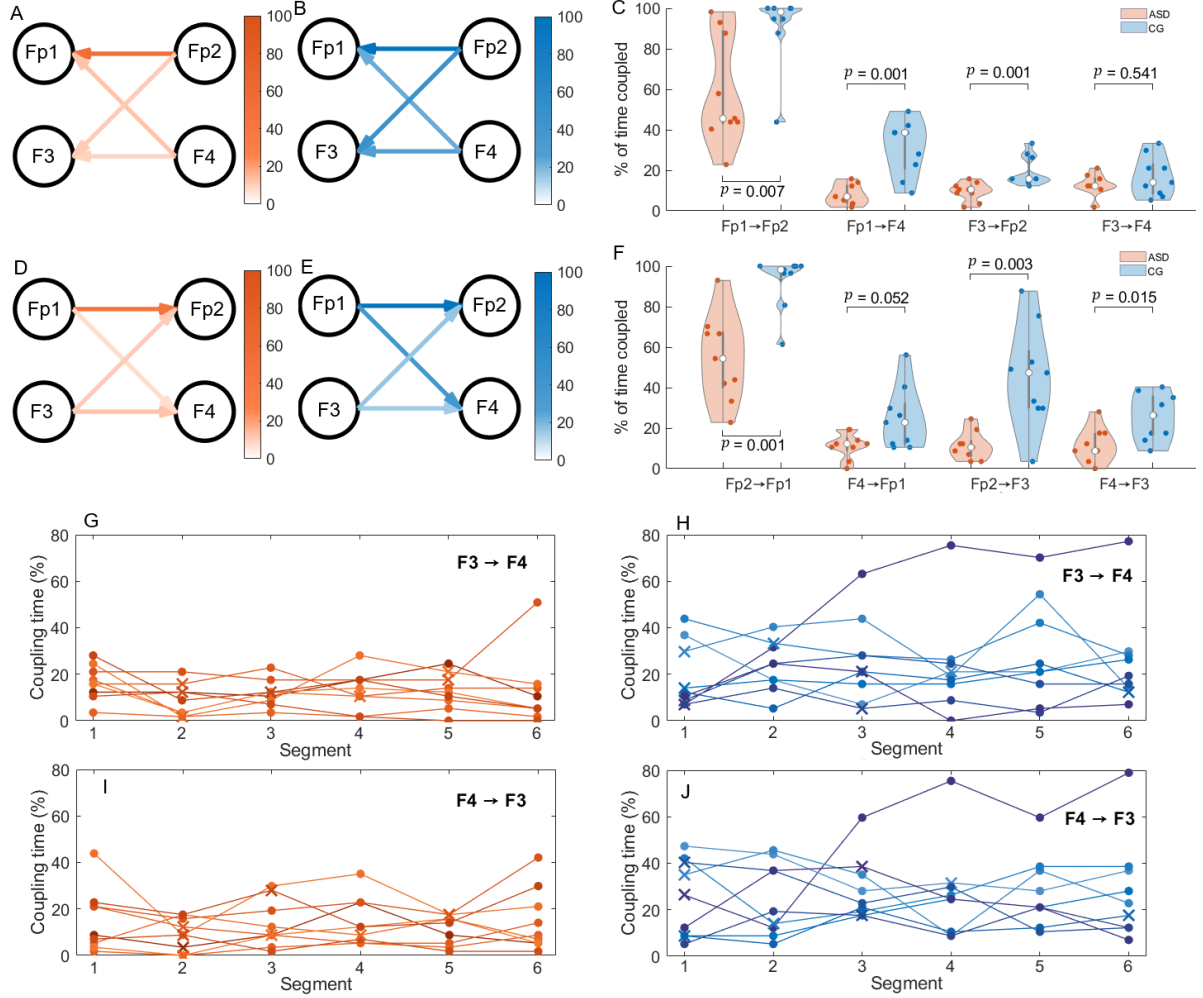 A
Fp1
Fp2
F3
F4
100
80
60
40
20
0
B
Fp1
Fp2
F3
F4
100
80
60
40
20
0
C
% of time coupled
100
80
60
40
20
0
ASD
CG
p = 0.007
p = 0.001
p = 0.001
p = 0.541
Fp1→Fp2
Fp1→F4
F3→Fp2
F3→F4
D
Fp1
Fp2
F3
F4
100
80
60
40
20
0
E
Fp1
Fp2
F3
F4
100
80
60
40
20
0
F
% of time coupled
100
80
60
40
20
0
ASD
CG
p = 0.001
p = 0.052
p = 0.003
p = 0.015
Fp2→Fp1
F4→Fp1
Fp2→F3
F4→F3
G
F3 → F4
Coupling time (%)
80
60
40
20
0
1 2 3 4 5 6
Segment
H
F3 → F4
Coupling time (%)
80
60
40
20
0
1 2 3 4 5 6
Segment
I
F4 → F3
Coupling time (%)
80
60
40
20
0
1 2 3 4 5 6
Segment
J
F4 → F3
Coupling time (%)
80
60
40
20
0
1 2 3 4 5 6
Segment